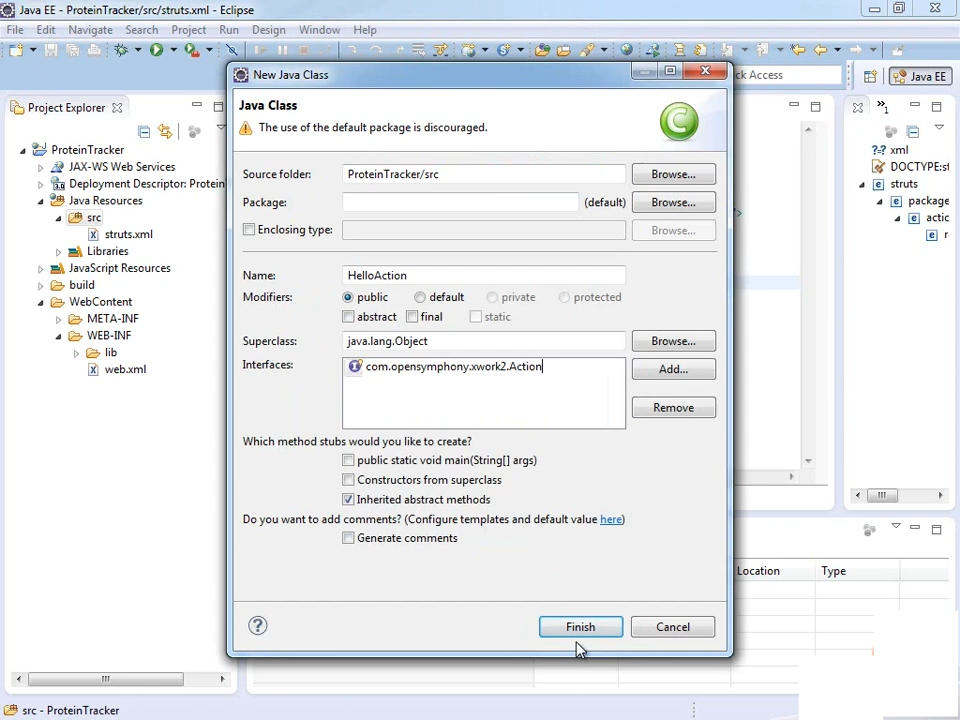 Java EE - ProteinTracker/src/struts.xml - Eclipse
File Edit Navigate Search Project Run Design Window Help
ck Access
Java EE
Project Explorer
ProteinTracker
JAX-WS Web Services
Deployment Descriptor: Protein
Java Resources
src
struts.xml
Libraries
JavaScript Resources
build
WebContent
META-INF
WEB-INF
lib
web.xml
New Java Class
Java Class
The use of the default package is discouraged.
Source folder: ProteinTracker/src Browse...
Package: (default) Browse...
Enclosing type: Browse...
Name: HelloAction
Modifiers: public default private protected
abstract final static
Superclass: java.lang.Object Browse...
Interfaces: com.opensymphony.xwork2.Action Add...
Remove
Which method stubs would you like to create?
public static void main(String[] args)
Constructors from superclass
Inherited abstract methods
Do you want to add comments? (Configure templates and default value here)
Generate comments
Finish Cancel
1
xml
DOCTYPE:st
struts
package
actic
r
Location Type
src - ProteinTracker